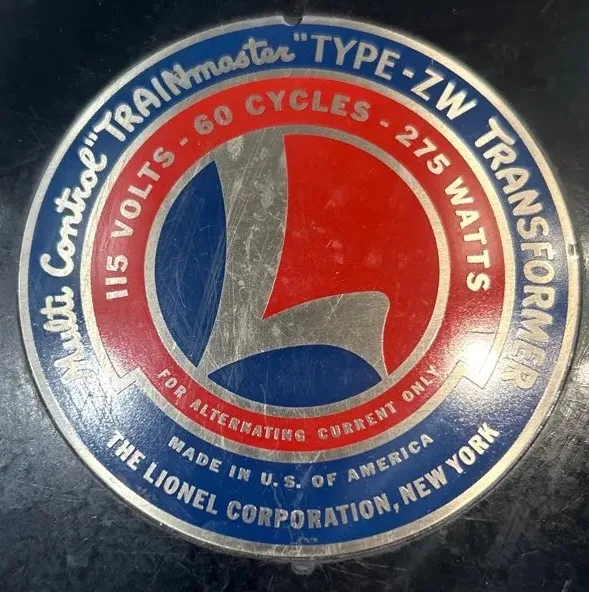 Multi Control "TRAINmaster" TYPE-ZW TRANSFORMER
115 VOLTS - 60 CYCLES - 275 WATTS
L
FOR ALTERNATING CURRENT ONLY
MADE IN U.S. OF AMERICA
THE LIONEL CORPORATION, NEW YORK